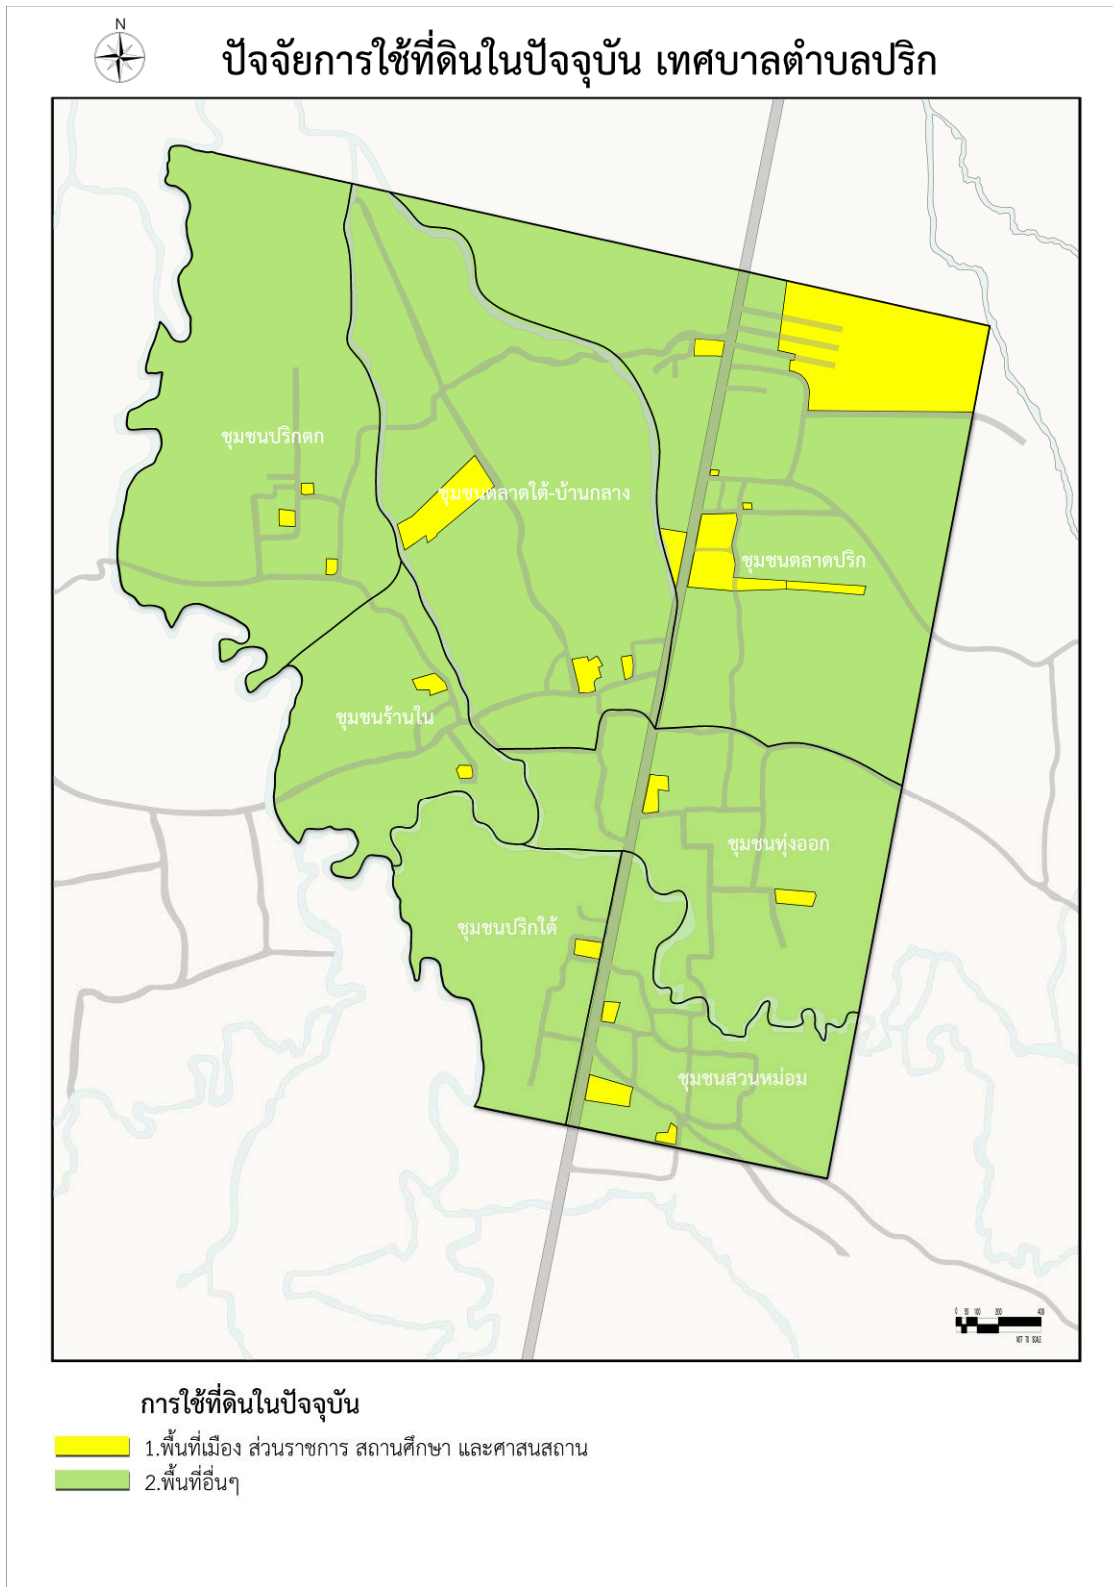 N
ปัจจัยการใช้ที่ดินในปัจจุบัน เทศบาลตำบลปริก
ชุมชนปริกตก
ชุมชนตลาดใต้-บ้านกลาง
ชุมชนตลาดปริก
ชุมชนร้านใน
ชุมชนทุ่งออก
ชุมชนปริกใต้
ชุมชนสวนหม่อม
0 50 100 200 400
NOT TO SCALE
การใช้ที่ดินในปัจจุบัน
1.พื้นที่เมือง ส่วนราชการ สถานศึกษา และศาสนสถาน
2.พื้นที่อื่นๆ